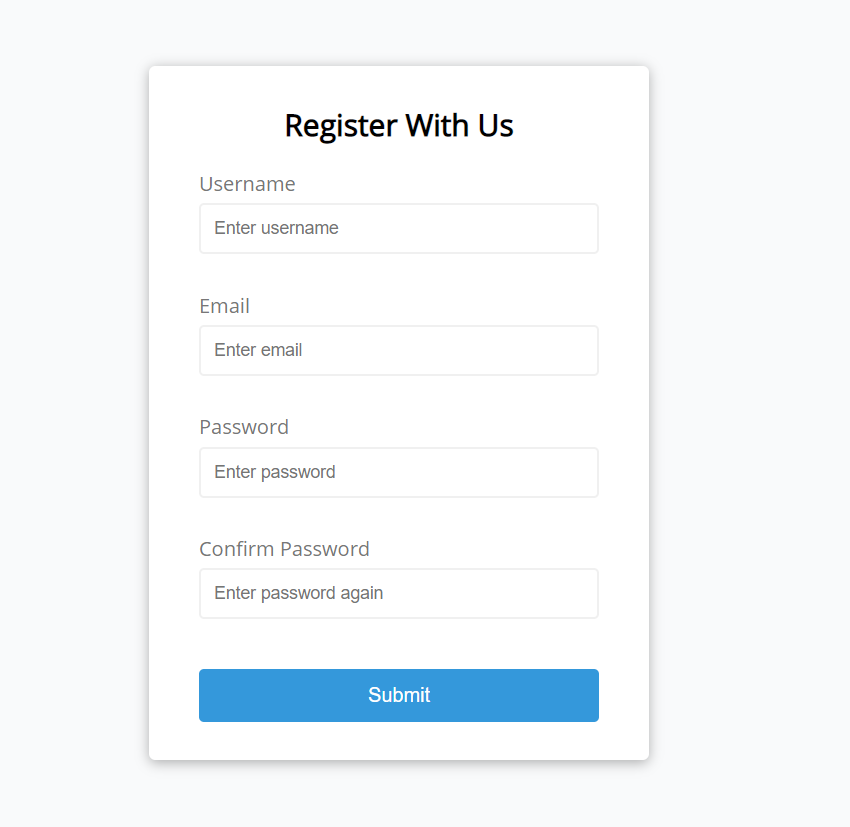 Register With Us
Username
Enter username
Email
Enter email
Password
Enter password
Confirm Password
Enter password again
Submit